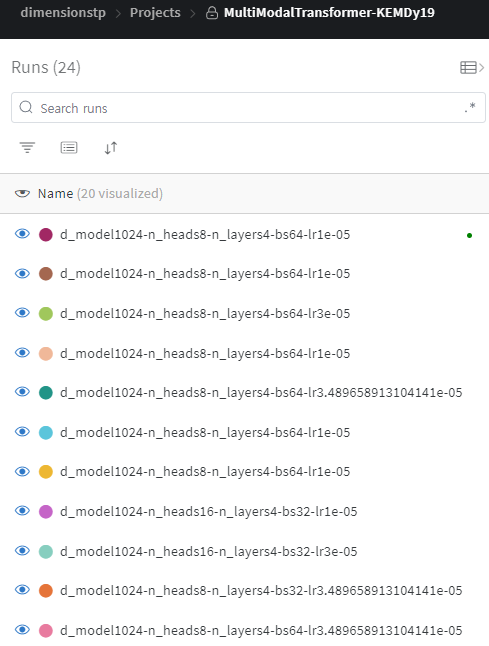 dimensionstp > Projects > MultiModalTransformer-KEMDy19
Runs (24)
Search runs .*
Name (20 visualized)
d_model1024-n_heads8-n_layers4-bs64-lr1e-05
d_model1024-n_heads8-n_layers4-bs64-lr1e-05
d_model1024-n_heads8-n_layers4-bs64-lr3e-05
d_model1024-n_heads8-n_layers4-bs64-lr1e-05
d_model1024-n_heads8-n_layers4-bs64-lr3.489658913104141e-05
d_model1024-n_heads8-n_layers4-bs64-lr1e-05
d_model1024-n_heads8-n_layers4-bs64-lr1e-05
d_model1024-n_heads16-n_layers4-bs32-lr1e-05
d_model1024-n_heads16-n_layers4-bs32-lr3e-05
d_model1024-n_heads8-n_layers4-bs32-lr3.489658913104141e-05
d_model1024-n_heads8-n_layers4-bs64-lr3.489658913104141e-05